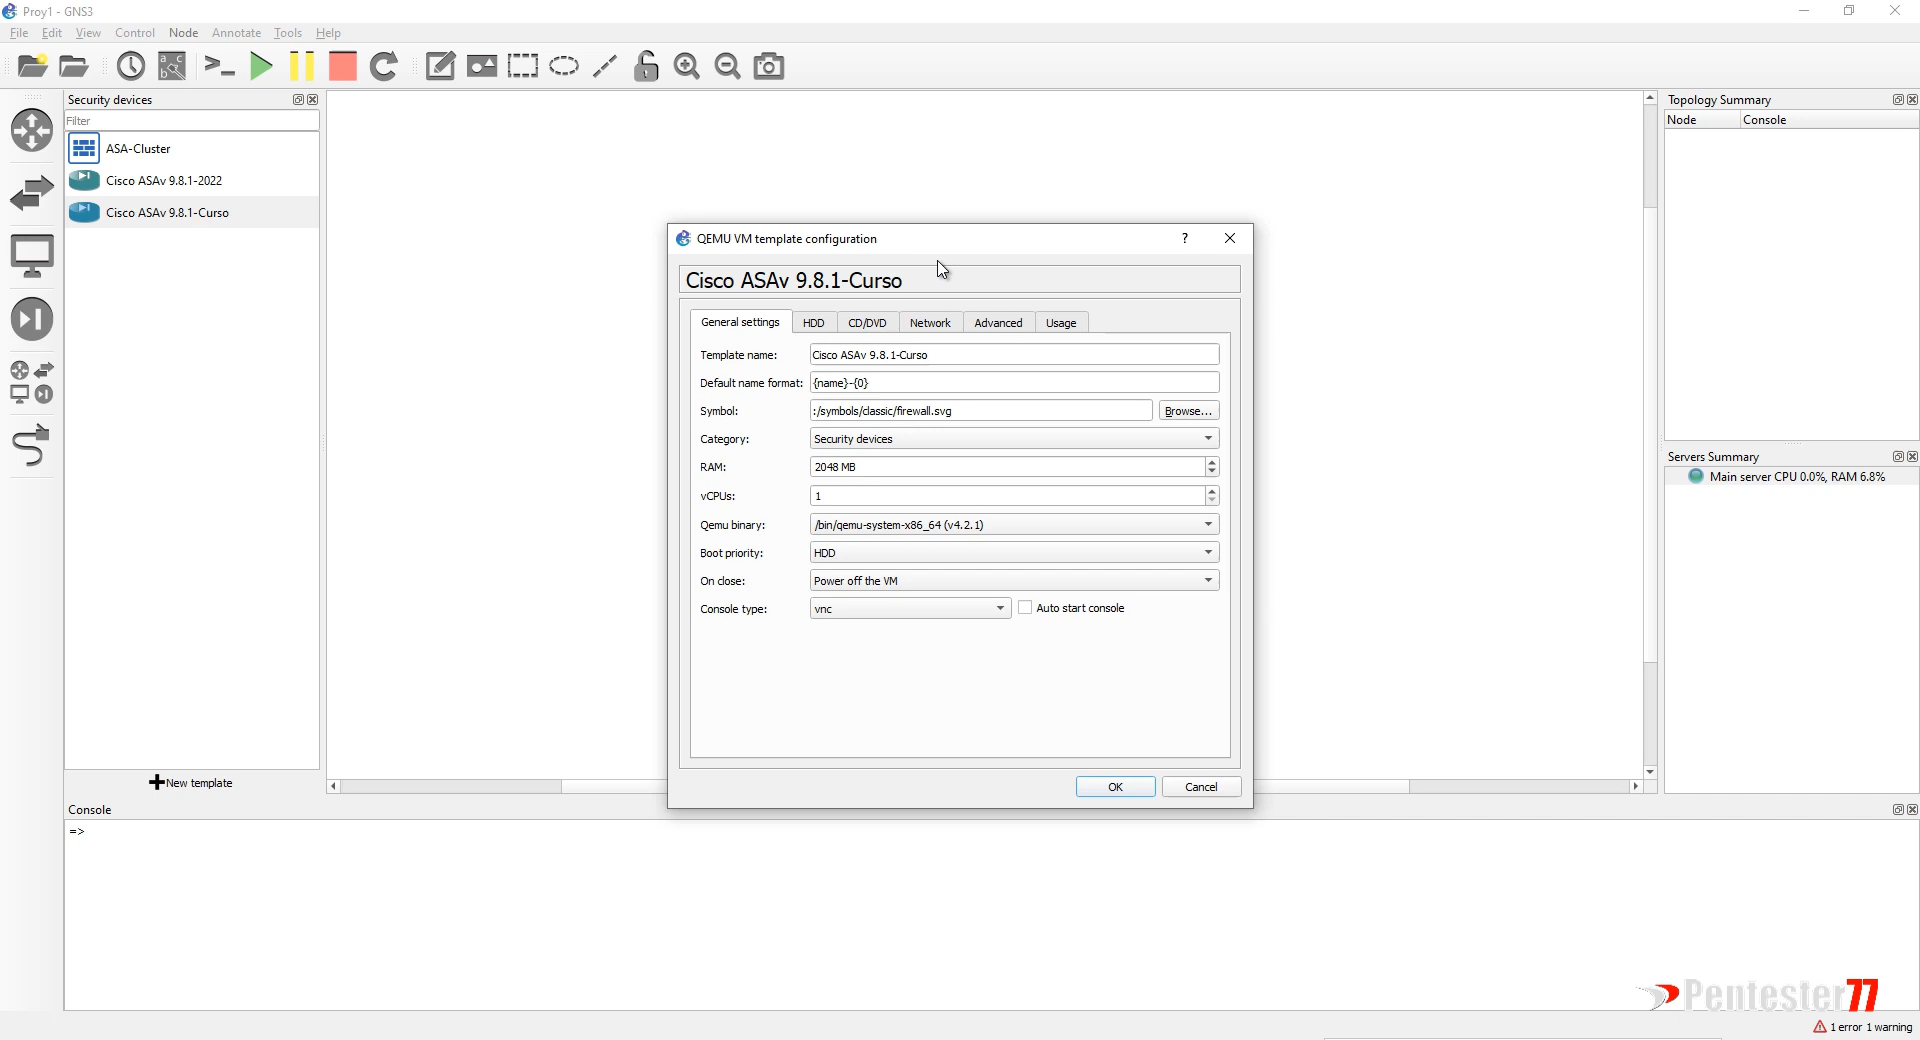 Proy1 - GNS3
File Edit View Control Node Annotate Tools Help
Security devices
Filter
ASA-Cluster
Cisco ASAv 9.8.1-2022
Cisco ASAv 9.8.1-Curso
New template
QEMU VM template configuration
?
Cisco ASAv 9.8.1-Curso
General settings HDD CD/DVD Network Advanced Usage
Template name: Cisco ASAv 9.8.1-Curso
Default name format: {name}-{0}
Symbol: :/symbols/classic/firewall.svg Browse...
Category: Security devices
RAM: 2048 MB
vCPUs: 1
Qemu binary: /bin/qemu-system-x86_64 (v4.2.1)
Boot priority: HDD
On close: Power off the VM
Console type: vnc Auto start console
OK Cancel
Topology Summary
Node Console
Servers Summary
Main server CPU 0.0%, RAM 6.8%
Console
=>
Pentester77
1 error 1 warning